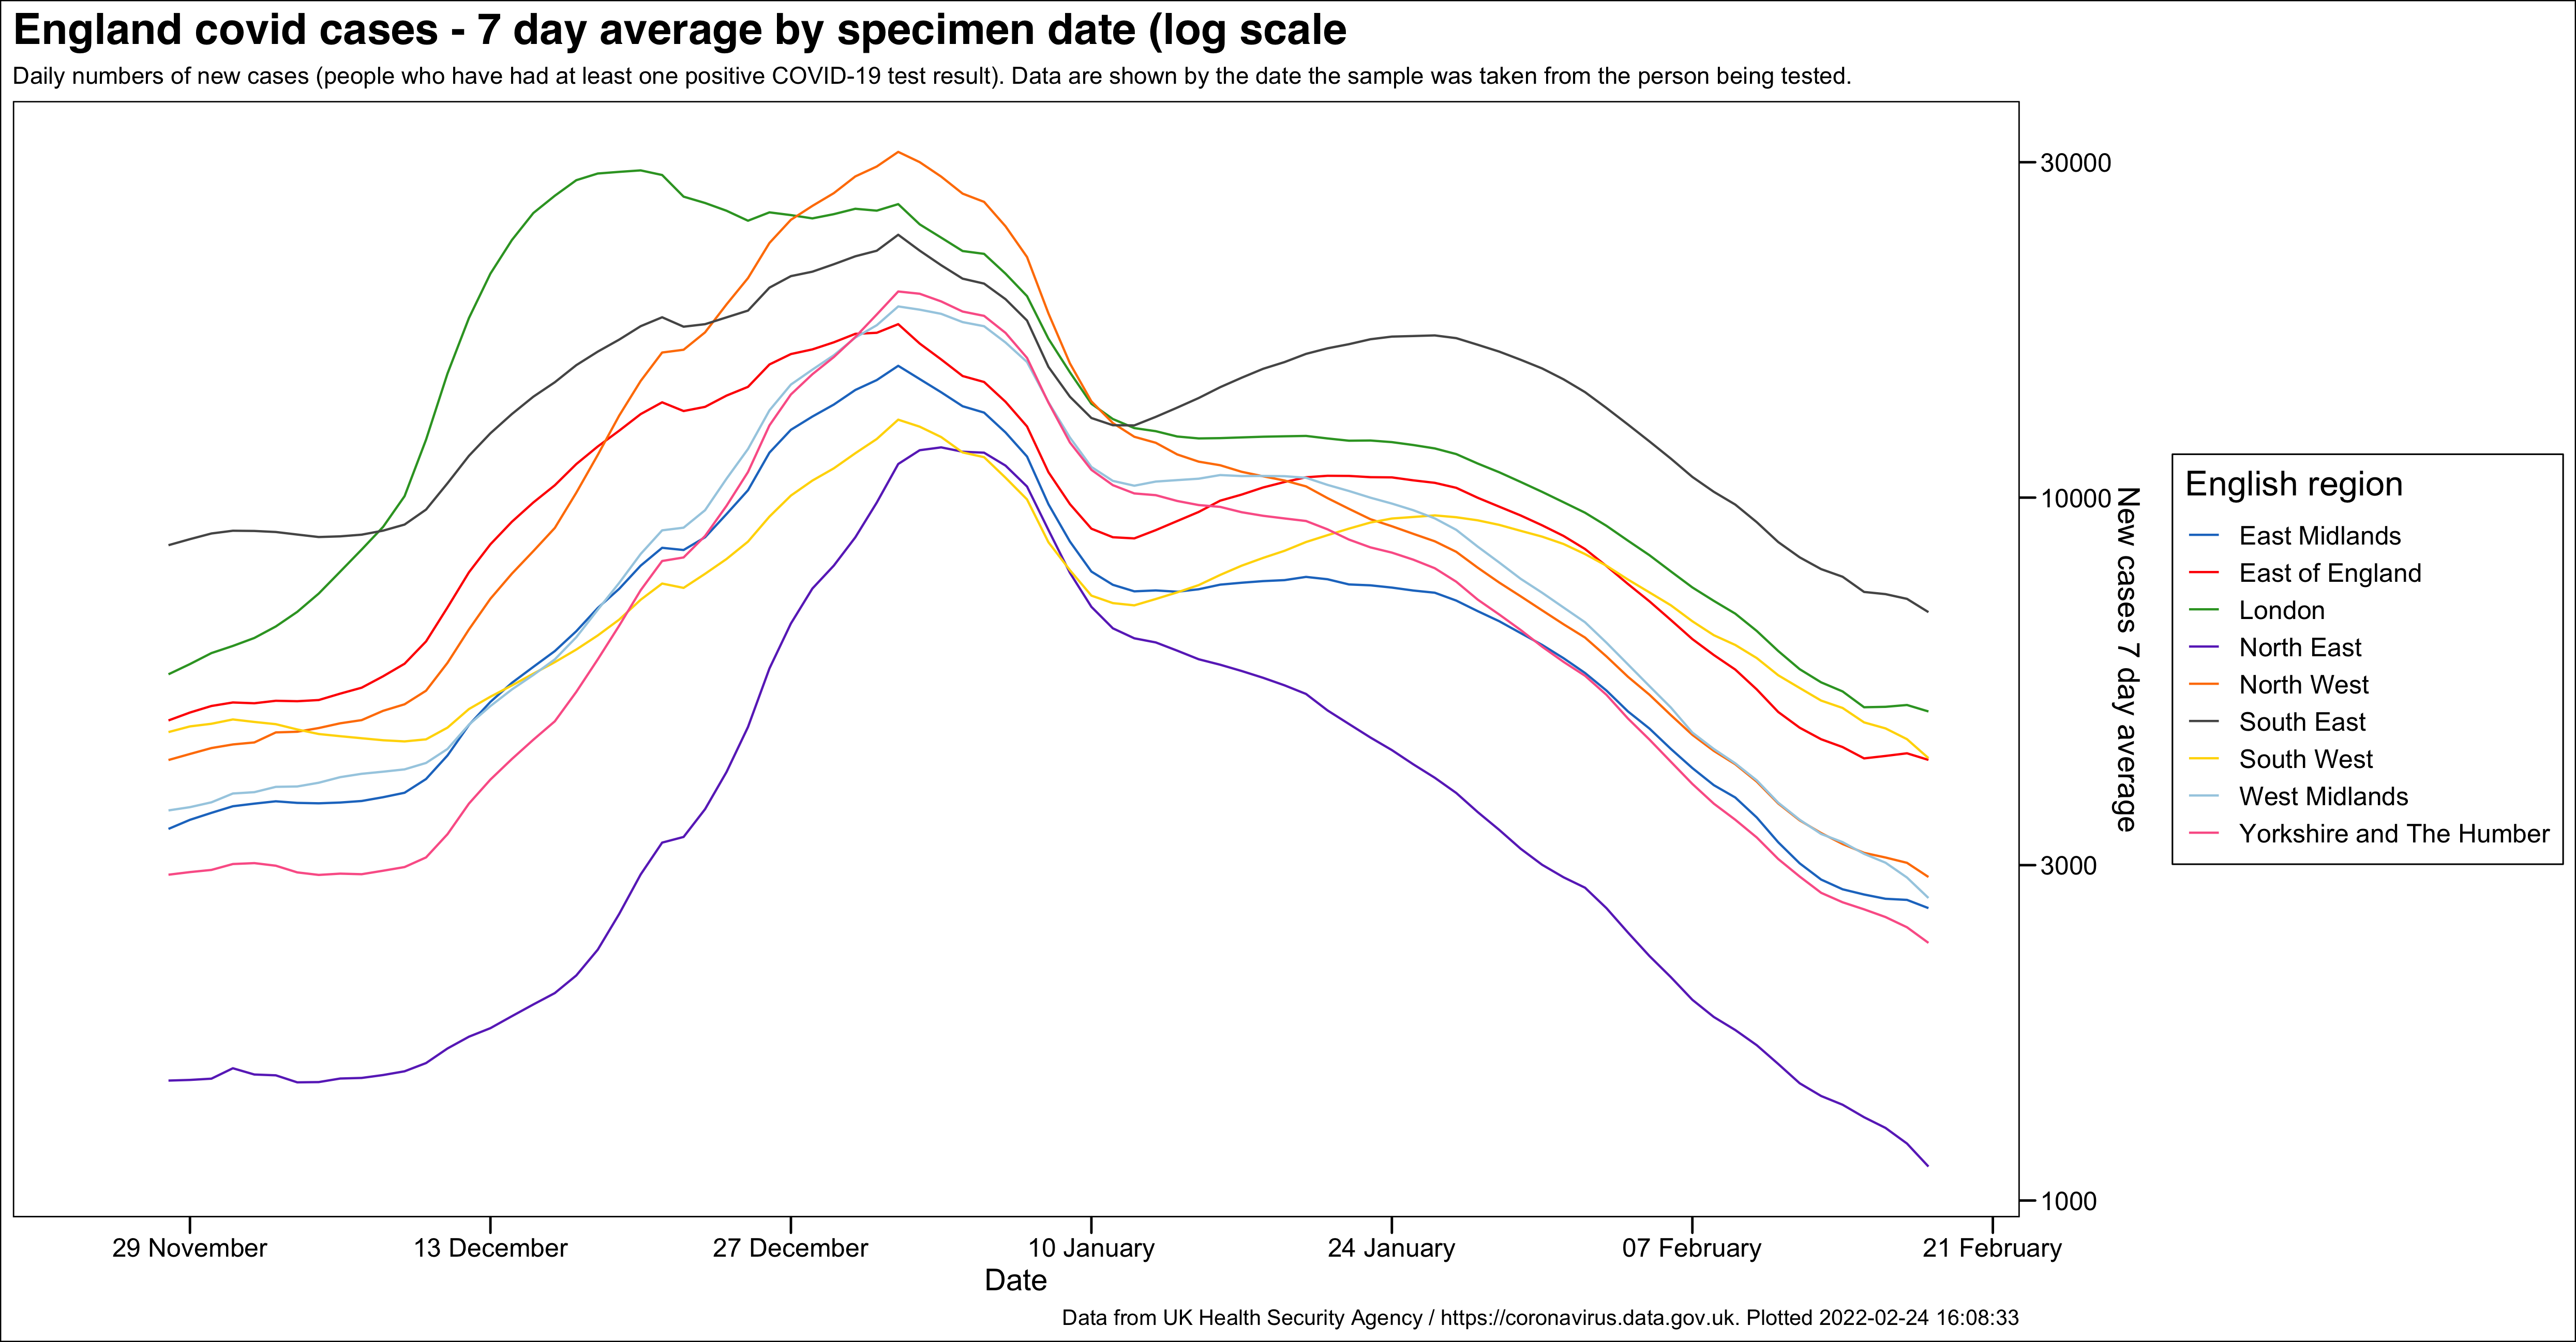 England covid cases - 7 day average by specimen date (log scale
Daily numbers of new cases (people who have had at least one positive COVID-19 test result). Data are shown by the date the sample was taken from the person being tested.
30000
10000
3000
1000
New cases 7 day average
English region
East Midlands
East of England
London
North East
North West
South East
South West
West Midlands
Yorkshire and The Humber
29 November
13 December
27 December
10 January
24 January
07 February
21 February
Date
Data from UK Health Security Agency / https://coronavirus.data.gov.uk. Plotted 2022-02-24 16:08:33